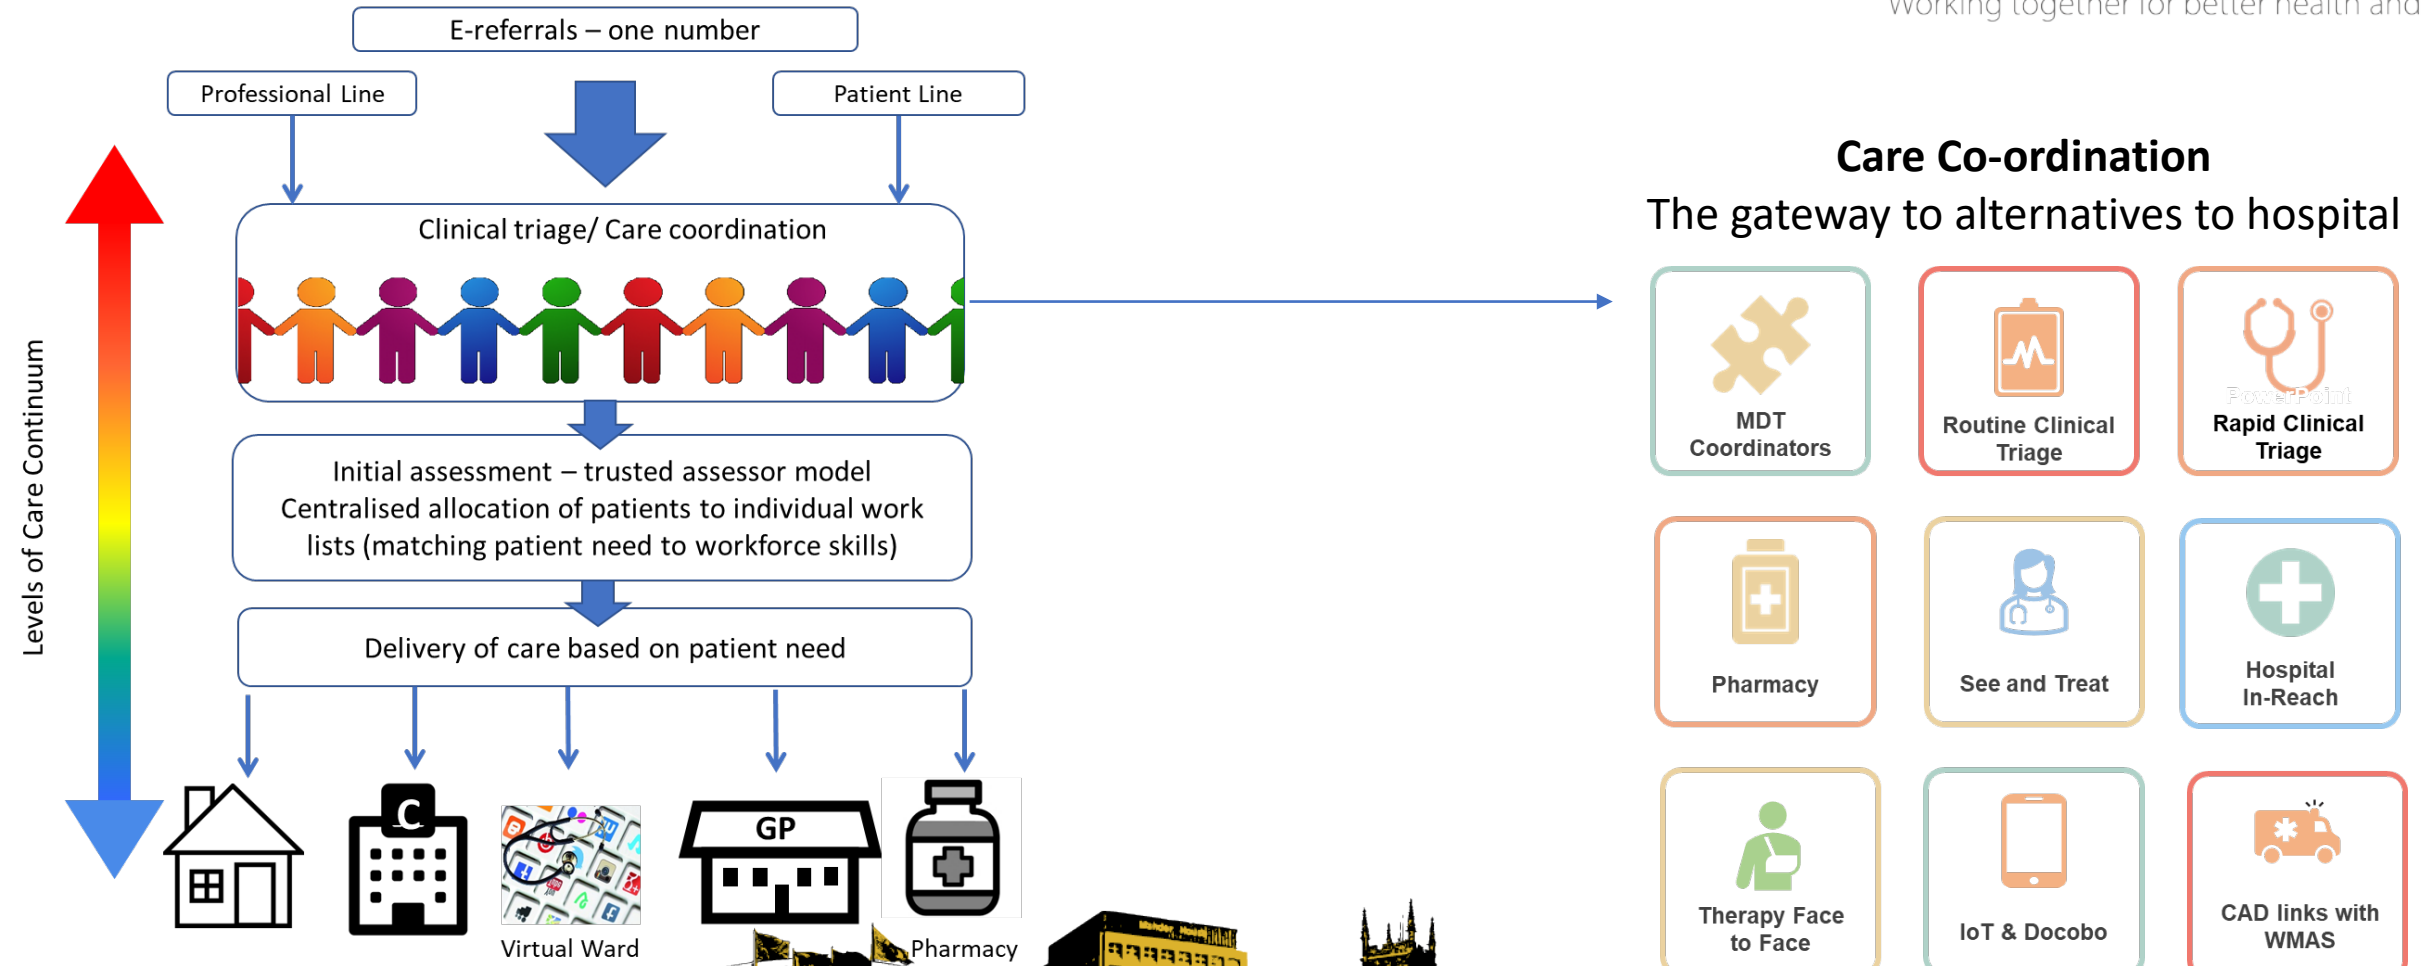 Working together for better health and
E-referrals – one number
Professional Line
Patient Line
Clinical triage/ Care coordination
Levels of Care Continuum
Initial assessment – trusted assessor model
Centralised allocation of patients to individual work
lists (matching patient need to workforce skills)
Delivery of care based on patient need
C
GP
Virtual Ward
Pharmacy
Mander House
Care Co-ordination
The gateway to alternatives to hospital
MDT
Coordinators
Routine Clinical
Triage
PowerPoint
Rapid Clinical
Triage
Pharmacy
See and Treat
Hospital
In-Reach
Therapy Face
to Face
IoT & Docobo
CAD links with
WMAS